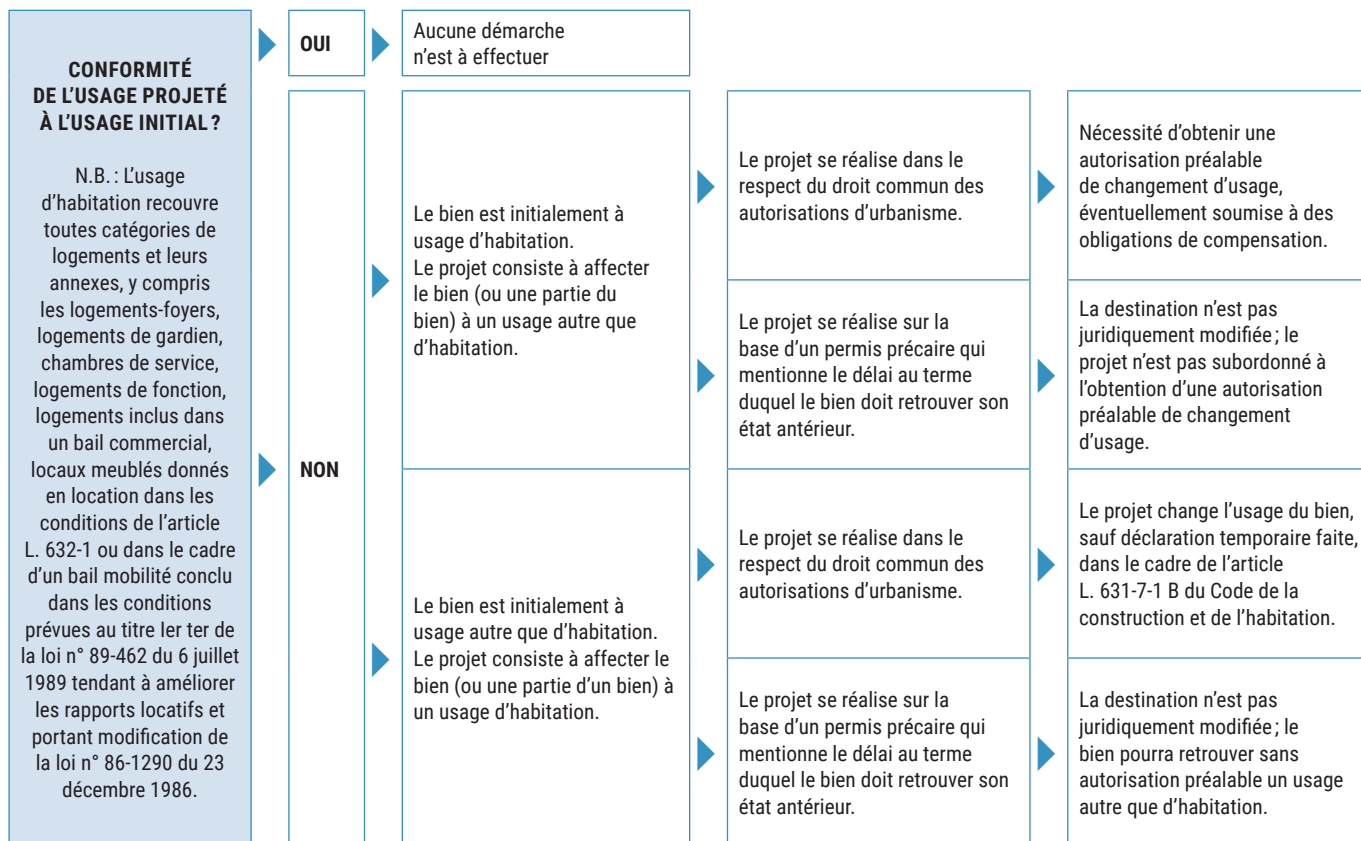 CONFORMITÉ
DE L'USAGE PROJETÉ
À L'USAGE INITIAL ?
N.B. : L'usage
d'habitation recouvre
toutes catégories de
logements et leurs
annexes, y compris
les logements-foyers,
logements de gardien,
chambres de service,
logements de fonction,
logements inclus dans
un bail commercial,
locaux meublés donnés
en location dans les
conditions de l'article
L. 632-1 ou dans le cadre
d'un bail mobilité conclu
dans les conditions
prévues au titre Ier ter de
la loi n° 89-462 du 6 juillet
1989 tendant à améliorer
les rapports locatifs et
portant modification de
la loi n° 86-1290 du 23
décembre 1986.
OUI
Aucune démarche
n'est à effectuer
NON
Le bien est initialement à
usage d'habitation.
Le projet consiste à affecter
le bien (ou une partie du
bien) à un usage autre que
d'habitation.
Le projet se réalise dans le
respect du droit commun des
autorisations d'urbanisme.
Nécessité d'obtenir une
autorisation préalable
de changement d'usage,
éventuellement soumise à des
obligations de compensation.
Le projet se réalise sur la
base d'un permis précaire qui
mentionne le délai au terme
duquel le bien doit retrouver son
état antérieur.
La destination n'est pas
juridiquement modifiée ; le
projet n'est pas subordonné à
l'obtention d'une autorisation
préalable de changement
d'usage.
Le bien est initialement à
usage autre que d'habitation.
Le projet consiste à affecter le
bien (ou une partie d'un bien) à
un usage d'habitation.
Le projet se réalise dans le
respect du droit commun des
autorisations d'urbanisme.
Le projet change l'usage du bien,
sauf déclaration temporaire faite,
dans le cadre de l'article
L. 631-7-1 B du Code de la
construction et de l'habitation.
Le projet se réalise sur la
base d'un permis précaire qui
mentionne le délai au terme
duquel le bien doit retrouver son
état antérieur.
La destination n'est pas
juridiquement modifiée ; le
bien pourra retrouver sans
autorisation préalable un usage
autre que d'habitation.